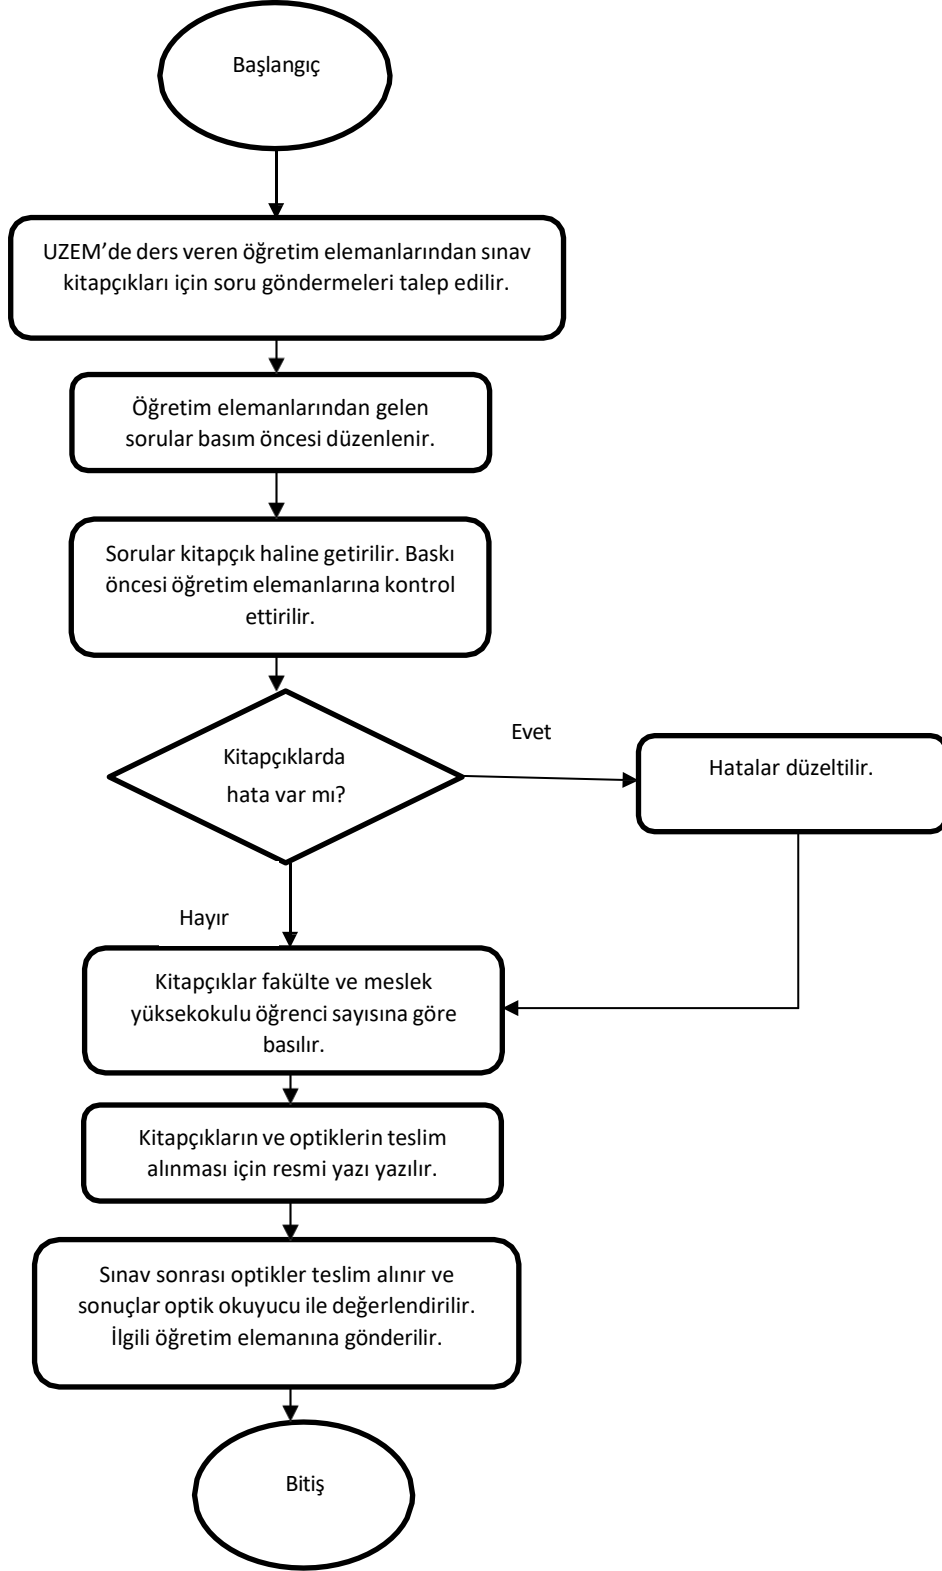 Başlangıç
UZEM’de ders veren öğretim elemanlarından sınav
kitapçıkları için soru göndermeleri talep edilir.
Öğretim elemanlarından gelen
sorular basım öncesi düzenlenir.
Sorular kitapçık haline getirilir. Baskı
öncesi öğretim elemanlarına kontrol
ettirilir.
Kitapçıklarda
hata var mı?
Evet
Hatalar düzeltilir.
Hayır
Kitapçıklar fakülte ve meslek
yüksekokulu öğrenci sayısına göre
basılır.
Kitapçıkların ve optiklerin teslim
alınması için resmi yazı yazılır.
Sınav sonrası optikler teslim alınır ve
sonuçlar optik okuyucu ile değerlendirilir.
İlgili öğretim elemanına gönderilir.
Bitiş